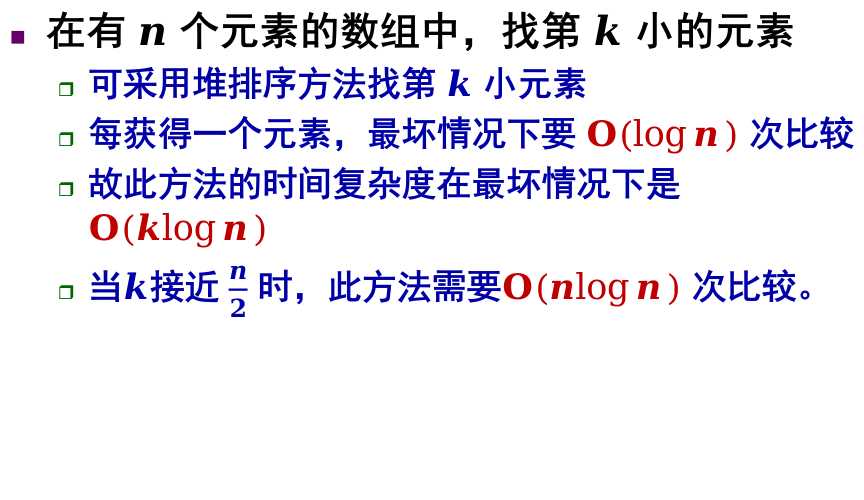 在有 n 个元素的数组中，找第 k 小的元素
可采用堆排序方法找第 k 小元素
每获得一个元素，最坏情况下要 O(log n) 次比较
故此方法的时间复杂度在最坏情况下是
O(klog n)
当k接近 n/2 时，此方法需要O(nlog n) 次比较。